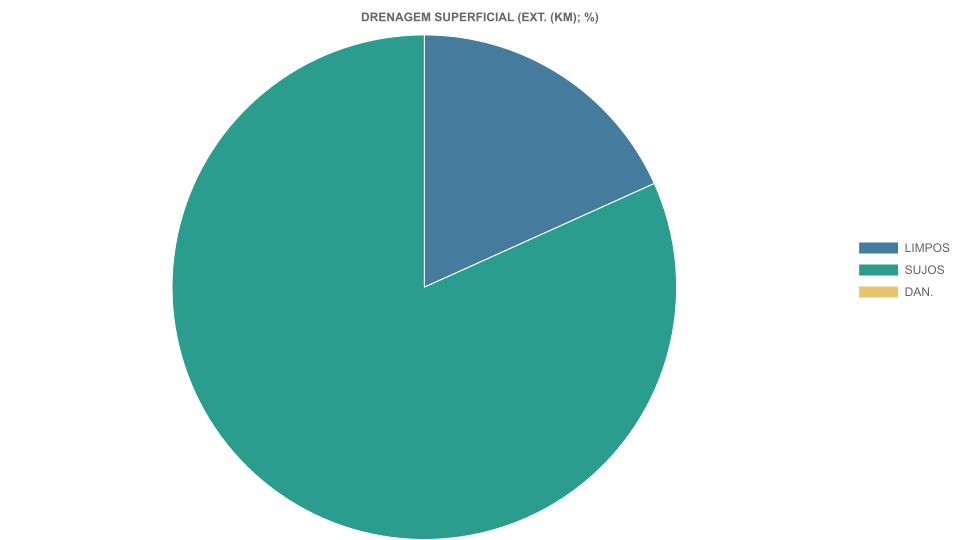 DRENAGEM SUPERFICIAL (EXT. (KM); %)
LIMPOS
SUJOS
DAN.